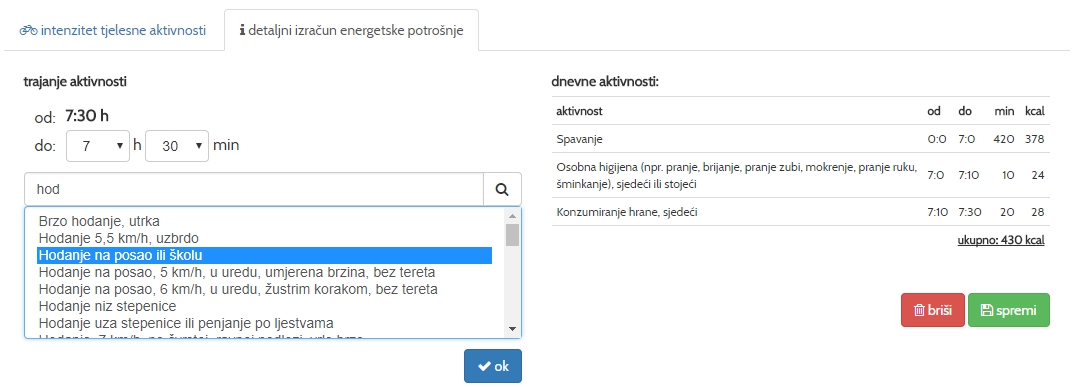 intenzitet tjelesne aktivnosti
detaljni izračun energetske potrošnje
trajanje aktivnosti
od: 7:30 h
do: 7 h 30 min
hod
Brzo hodanje, utrka
Hodanje 5,5 km/h, uzbrdo
Hodanje na posao ili školu
Hodanje na posao, 5 km/h, u uredu, umjerena brzina, bez tereta
Hodanje na posao, 6 km/h, u uredu, žustrim korakom, bez tereta
Hodanje niz stepenice
Hodanje uza stepenice ili penjanje po ljestvama
ok
dnevne aktivnosti:
aktivnost od do min kcal
Spavanje 0:0 7:0 420 378
Osobna higijena (npr. pranje, brijanje, pranje zubi, mokrenje, pranje ruku,
šminkanje), sjedeći ili stojeći 7:0 7:10 10 24
Konzumiranje hrane, sjedeći 7:10 7:30 20 28
ukupno: 430 kcal
briši
spremi